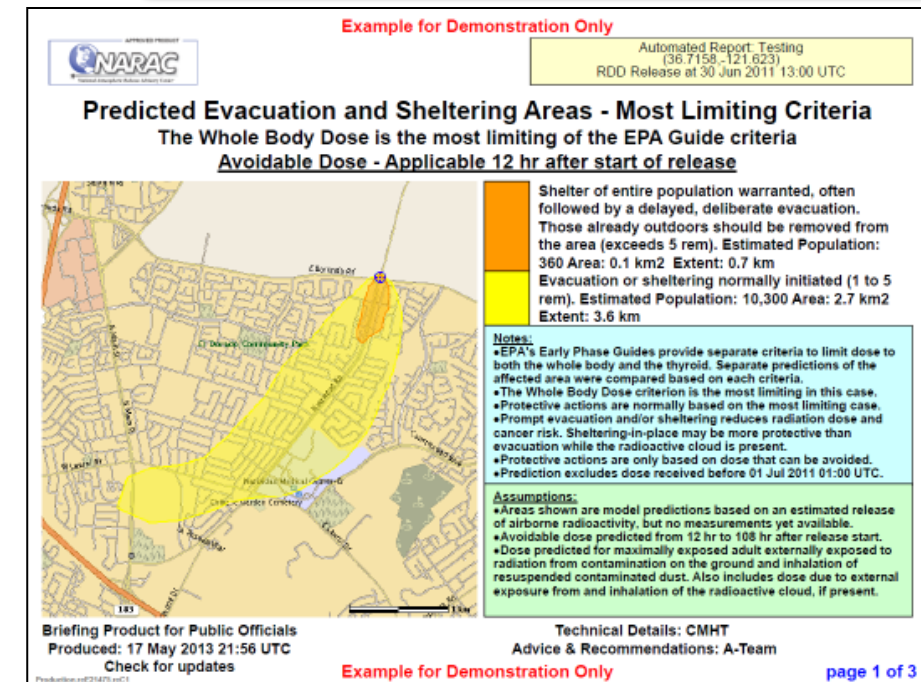 Example for Demonstration Only
APPROVED PRODUCT
NARAC
National Atmospheric Release Advisory Center
Automated Report: Testing
(36.7158,-121.623)
RDD Release at 30 Jun 2011 13:00 UTC
Predicted Evacuation and Sheltering Areas - Most Limiting Criteria
The Whole Body Dose is the most limiting of the EPA Guide criteria
Avoidable Dose - Applicable 12 hr after start of release
Shelter of entire population warranted, often
followed by a delayed, deliberate evacuation.
Those already outdoors should be removed from
the area (exceeds 5 rem). Estimated Population:
360 Area: 0.1 km2 Extent: 0.7 km
Evacuation or sheltering normally initiated (1 to 5
rem). Estimated Population: 10,300 Area: 2.7 km2
Extent: 3.6 km
Notes:
•EPA's Early Phase Guides provide separate criteria to limit dose to
both the whole body and the thyroid. Separate predictions of the
affected area were compared based on each criteria.
•The Whole Body Dose criterion is the most limiting in this case.
•Protective actions are normally based on the most limiting case.
•Prompt evacuation and/or sheltering reduces radiation dose and
cancer risk. Sheltering-in-place may be more protective than
evacuation while the radioactive cloud is present.
•Protective actions are only based on dose that can be avoided.
•Prediction excludes dose received before 01 Jul 2011 01:00 UTC.
Assumptions:
•Areas shown are model predictions based on an estimated release
of airborne radioactivity, but no measurements yet available.
•Avoidable dose predicted from 12 hr to 108 hr after release start.
•Dose predicted for maximally exposed adult externally exposed to
radiation from contamination on the ground and inhalation of
resuspended contaminated dust. Also includes dose due to external
exposure from and inhalation of the radioactive cloud, if present.
E Boronda Rd
N Main St
183
1 km
Briefing Product for Public Officials
Produced: 17 May 2013 21:56 UTC
Check for updates
Technical Details: CMHT
Advice & Recommendations: A-Team
Example for Demonstration Only
page 1 of 3